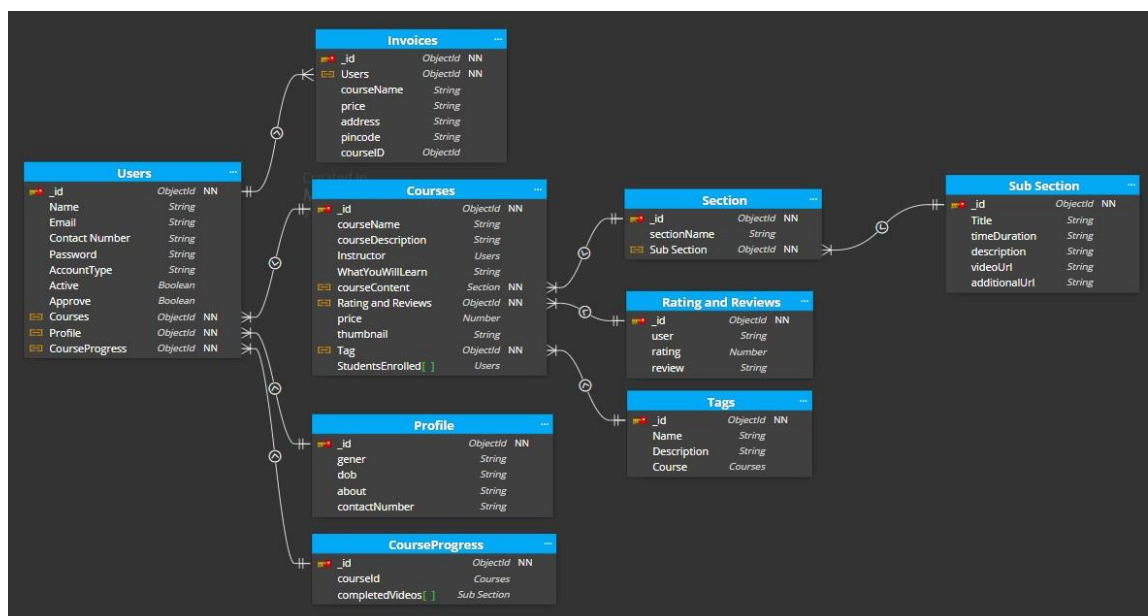 Invoices ...
_id ObjectId NN
Users ObjectId NN
courseName String
price String
address String
pincode String
courseID ObjectId
Users ...
_id ObjectId NN
Name String
Email String
Contact Number String
Password String
AccountType String
Active Boolean
Approve Boolean
Courses ObjectId NN
Profile ObjectId NN
CourseProgress ObjectId NN
Created in
Courses ...
_id ObjectId NN
courseName String
courseDescription String
Instructor Users
WhatYouWillLearn String
courseContent Section NN
Rating and Reviews ObjectId NN
price Number
thumbnail String
Tag ObjectId NN
StudentsEnrolled[ ] Users
Section ...
_id ObjectId NN
sectionName String
Sub Section ObjectId NN
Sub Section ...
_id ObjectId NN
Title String
timeDuration String
description String
videoUrl String
additionalUrl String
Rating and Reviews ...
_id ObjectId NN
user String
rating Number
review String
Tags ...
_id ObjectId NN
Name String
Description String
Course Courses
Profile ...
_id ObjectId NN
gener String
dob String
about String
contactNumber String
CourseProgress ...
_id ObjectId NN
courseId Courses
completedVideos[ ] Sub Section